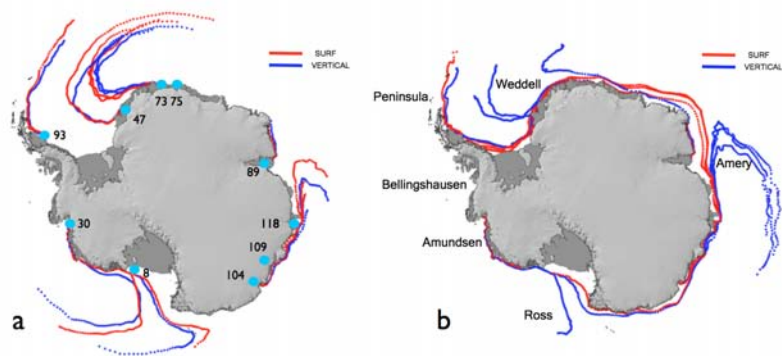 SURF
VERTICAL
73 75
47
93
89
30
118
109
8
104
a
SURF
VERTICAL
Weddell
Peninsula
Amery
Bellingshausen
Amundsen
Ross
b